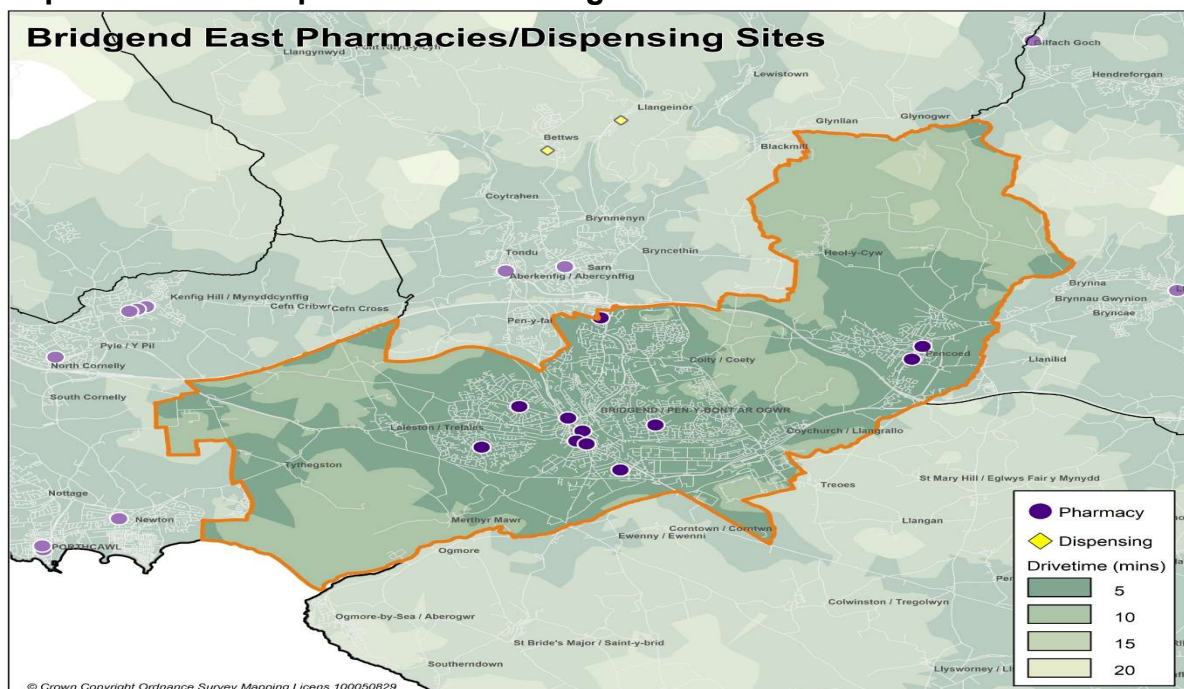 Bridgend East Pharmacies/Dispensing Sites
Llangynwyd
Gilfach Goch
Hendreforgan
Lewistown
Llangeinor
Glynllan
Glynogwr
Bettws
Blackmill
Coytrahen
Brynmenyn
Tondu
Bryncethin
Heol-y-Cyw
Sarn
Aberkenfig / Abercynffig
Brynna
Brynnau Gwynion
Bryncae
Kenfig Hill / Mynyddcynffig
Cefn Cribwr
Cefn Cross
Pen-y-fai
Pyle / Y Pil
North Cornelly
Coity / Coety
Pencoed
Llanilid
South Cornelly
BRIDGEND / PEN-Y-BONT AR OGWR
Laleston / Trelales
Coychurch / Llangrallo
Tythegston
St Mary Hill / Eglwys Fair y Mynydd
Treoes
Nottage
Newton
Merthyr Mawr
Llangan
Corntown / Corntwn
Ewenny / Ewenni
PORTHCAWL
Ogmore
Colwinston / Tregolwyn
Ogmore-by-Sea / Aberogwr
St Bride's Major / Saint-y-brid
Southerndown
Pharmacy
Dispensing
Drivetime (mins)
5
10
15
20
© Crown Copyright Ordnance Survey Mapping Licens 100050829